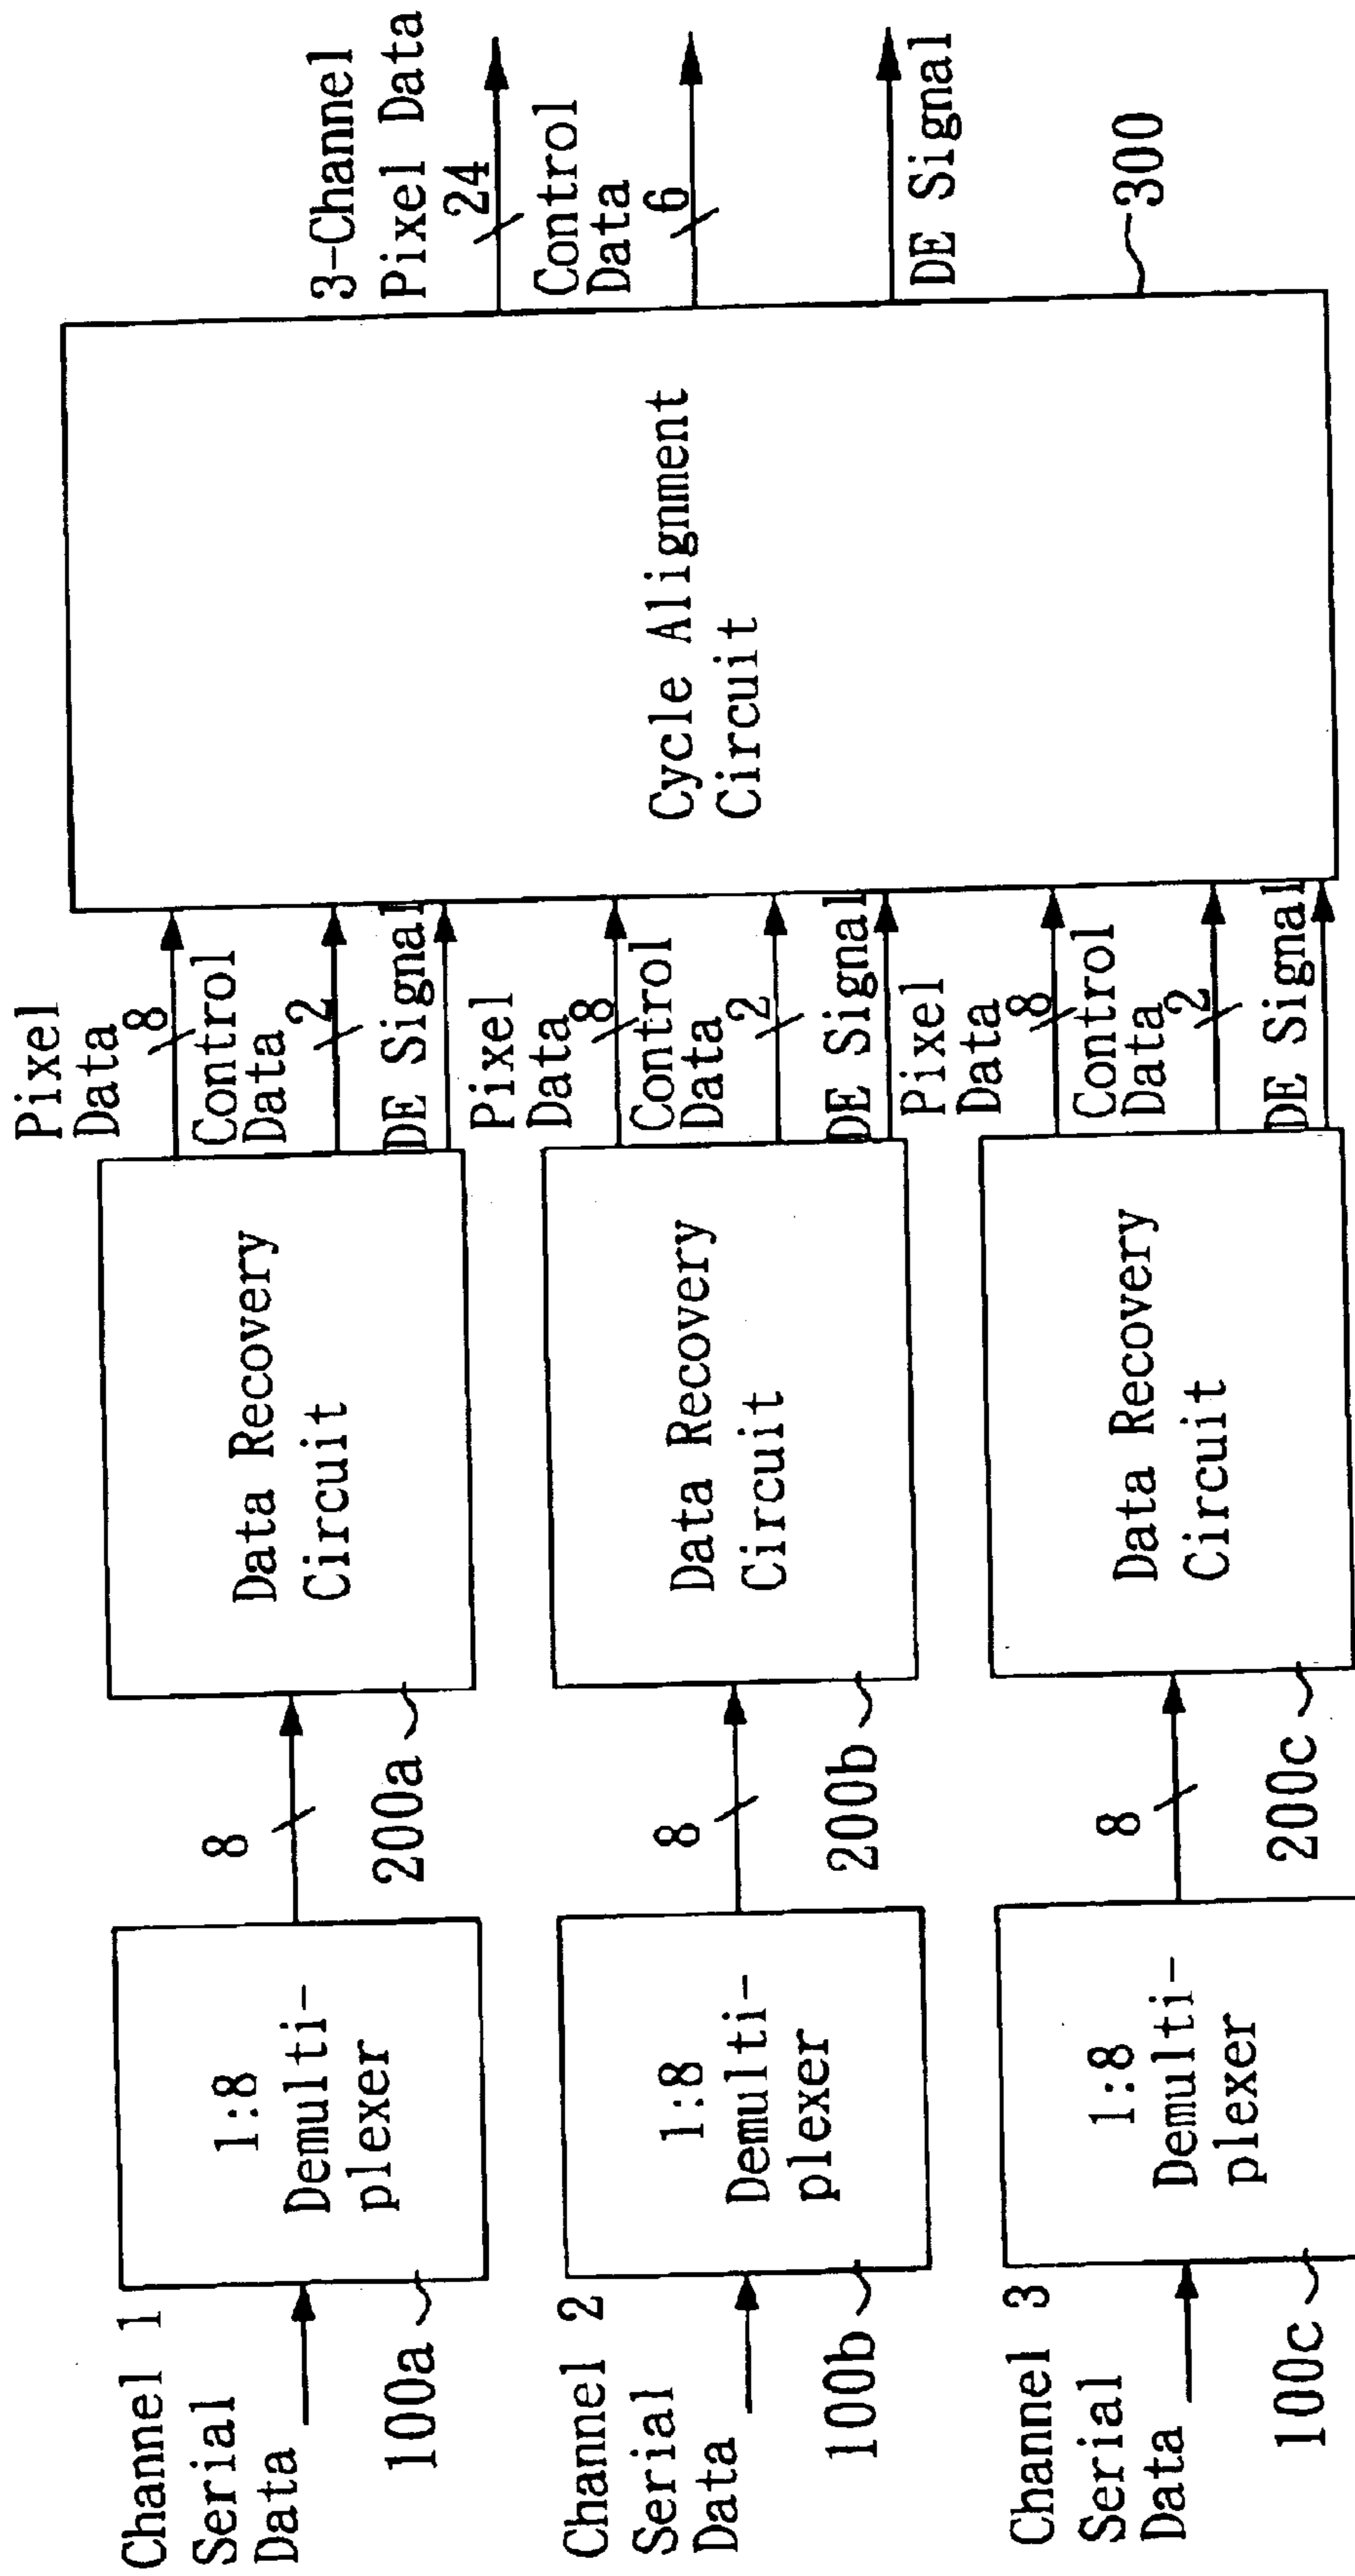 Channel 1
Serial
Data
100a
1:8
Demulti-
plexer
8
200a
Data Recovery
Circuit
Pixel
Data
8
Control
Data
2
DE Signal
Channel 2
Serial
Data
100b
1:8
Demulti-
plexer
8
200b
Data Recovery
Circuit
Pixel
Data
8
Control
Data
2
DE Signal
Channel 3
Serial
Data
100c
1:8
Demulti-
plexer
8
200c
Data Recovery
Circuit
Pixel
Data
8
Control
Data
2
DE Signal
Cycle Alignment
Circuit
300
3-Channel
Pixel Data
24
Control
Data
6
DE Signal